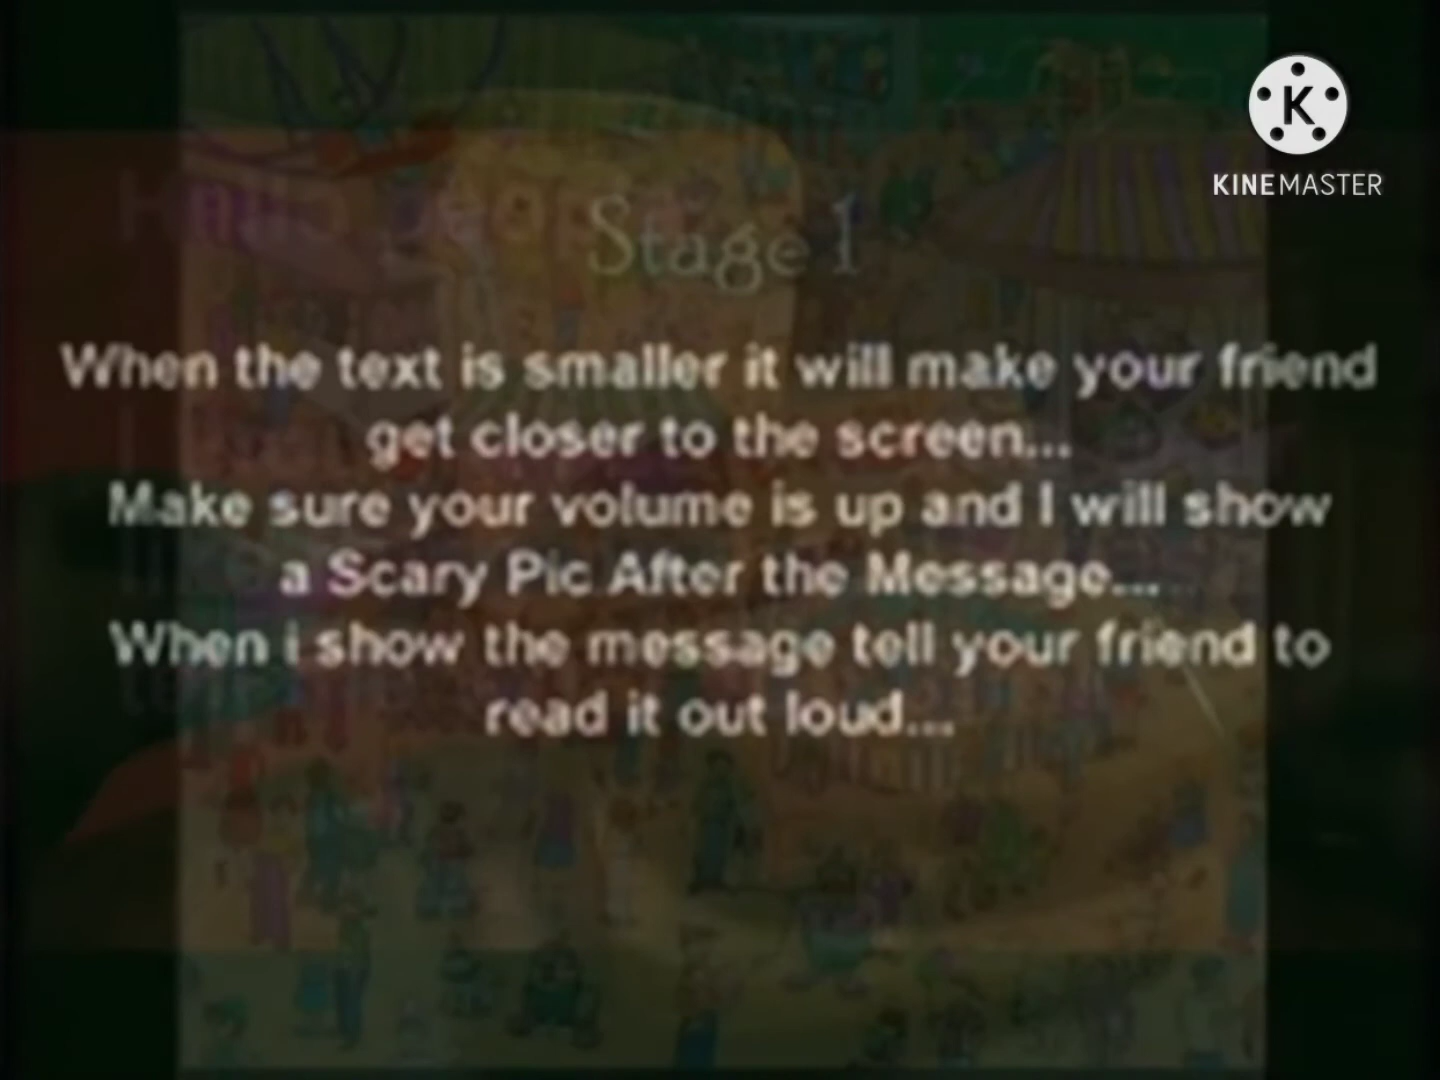 KINEMASTER
Stage 1
When the text is smaller it will make your friend
get closer to the screen...
Make sure your volume is up and I will show
a Scary Pic After the Message...
When i show the message tell your friend to
read it out loud...